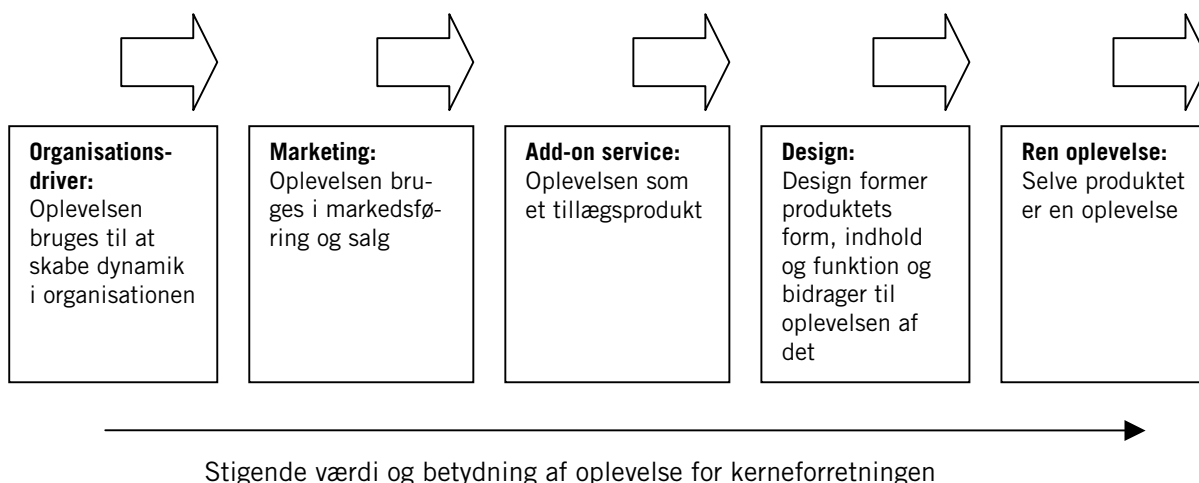 Organisations-
driver:
Oplevelsen
bruges til at
skabe dynamik
i organisationen
Marketing:
Oplevelsen bru-
ges i markedsfø-
ring og salg
Add-on service:
Oplevelsen som
et tillægsprodukt
Design:
Design former
produktets
form, indhold
og funktion og
bidrager til
oplevelsen af
det
Ren oplevelse:
Selve produktet
er en oplevelse
Stigende værdi og betydning af oplevelse for kerneforretningen